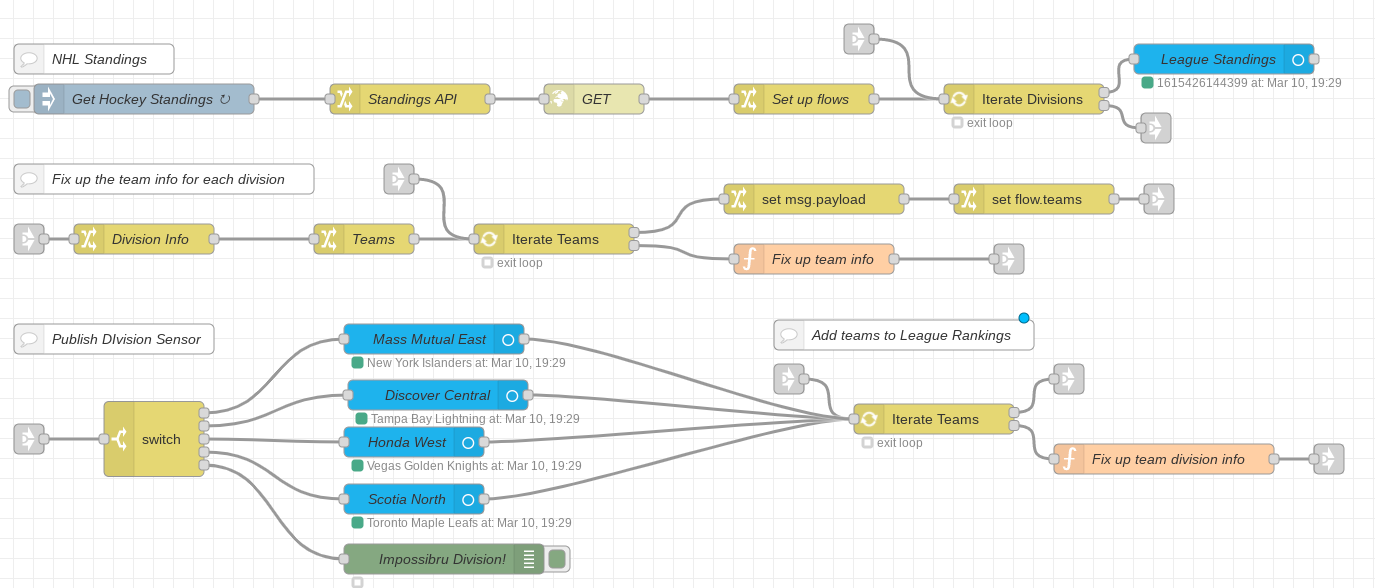 NHL Standings
League Standings
Get Hockey Standings ↻
Standings API
GET
Set up flows
Iterate Divisions
1615426144399 at: Mar 10, 19:29
exit loop
Fix up the team info for each division
set msg.payload
set flow.teams
Division Info
Teams
Iterate Teams
exit loop
Fix up team info
Publish DIvision Sensor
Mass Mutual East
Add teams to League Rankings
New York Islanders at: Mar 10, 19:29
Discover Central
Tampa Bay Lightning at: Mar 10, 19:29
switch
Honda West
Iterate Teams
exit loop
Vegas Golden Knights at: Mar 10, 19:29
Fix up team division info
Scotia North
Toronto Maple Leafs at: Mar 10, 19:29
Impossibru Division!